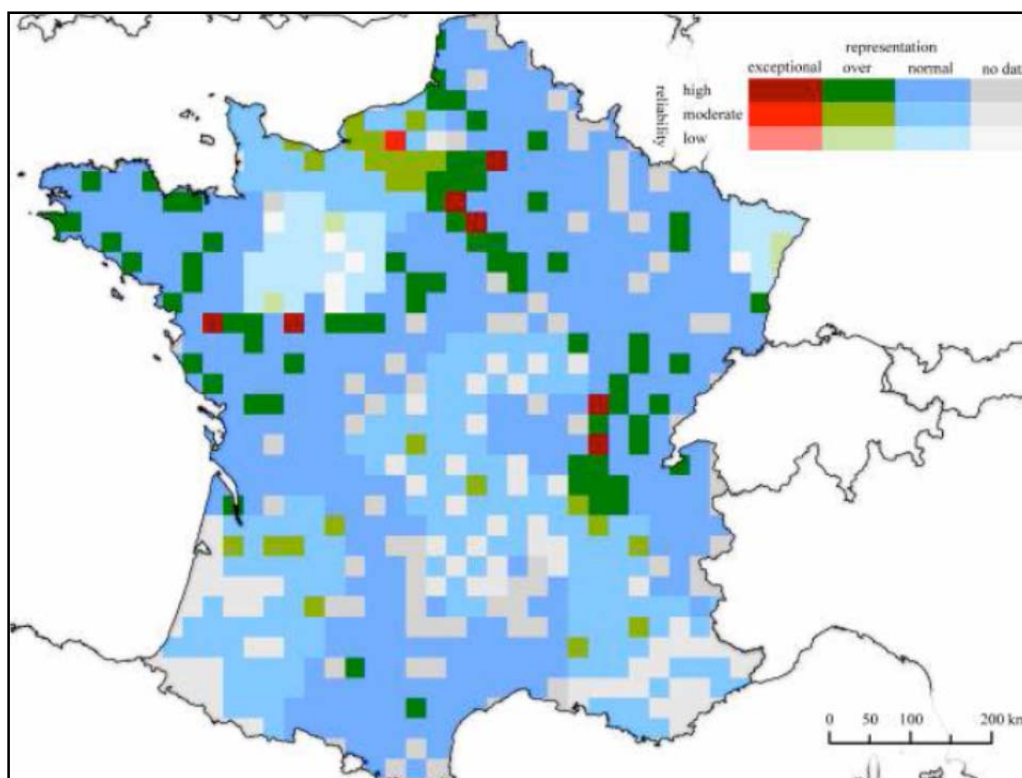 representation
exceptional over normal no dat
reliability
high
moderate
low
0 50 100 200 km